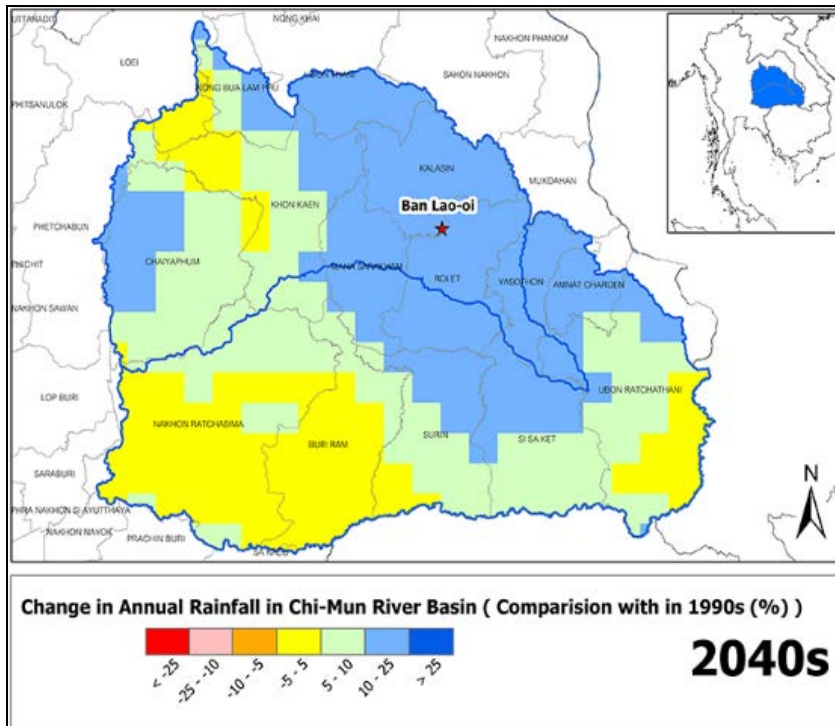 UTTARADIT
NONG KHAI
LOEI
NAKHON PHANOM
SAHON NAKHON
NONG BUA LAM PHU
PHITSANULOK
KALASIN
MUKDAHAN
Ban Lao-oi
KHON KAEN
PHETCHABUN
CHAIYAPHUM
MAHA SARAKHAM
ROI ET
YASOTHON
AMNAT CHAROEN
NAKHON SAWAN
LOP BURI
UBON RATCHATHANI
NAKHON RATCHASIMA
BURI RAM
SURIN
SI SA KET
SARABURI
N
PHRA NAKHON SI AYUTTHAYA
NAKHON NAYOK
PRACHIN BURI
SA KAEO
Change in Annual Rainfall in Chi-Mun River Basin ( Comparision with in 1990s (%) )
< -25
-25 - -10
-10 - -5
-5 - 5
5 - 10
10 - 25
> 25
2040s